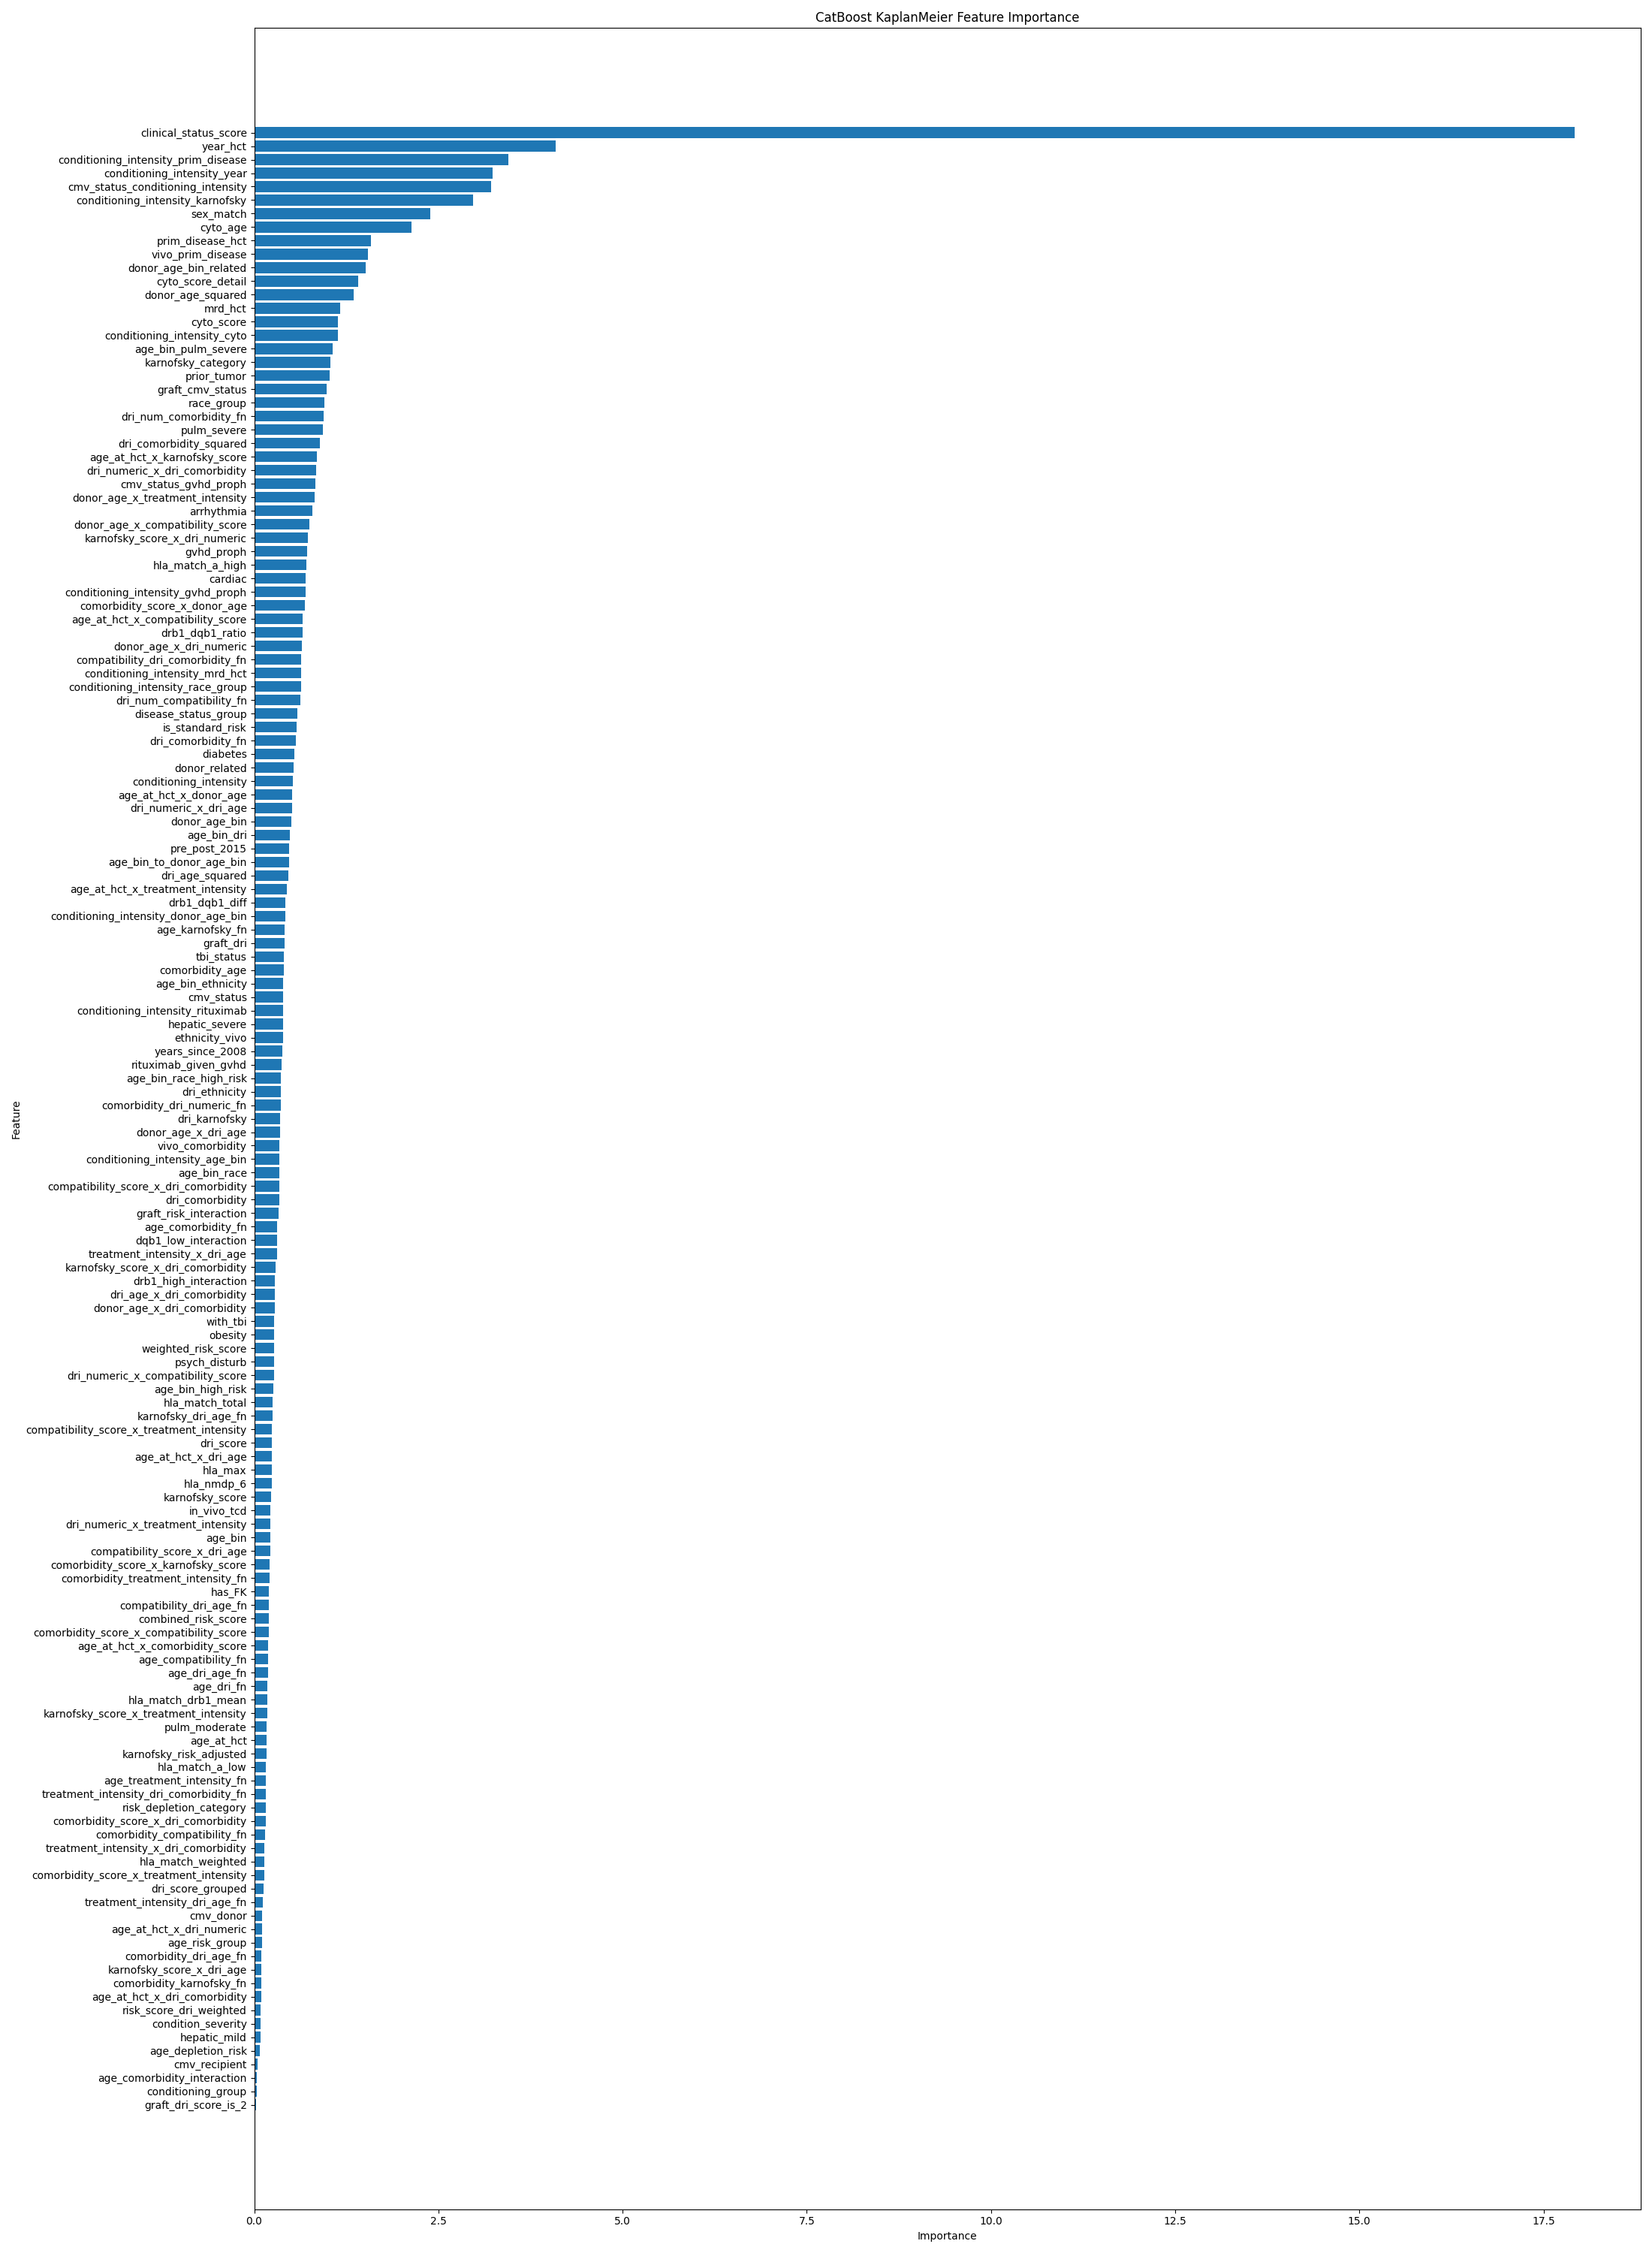 CatBoost KaplanMeier Feature Importance
clinical_status_score
year_hct
conditioning_intensity_prim_disease
conditioning_intensity_year
cmv_status_conditioning_intensity
conditioning_intensity_karnofsky
sex_match
cyto_age
prim_disease_hct
vivo_prim_disease
donor_age_bin_related
cyto_score_detail
donor_age_squared
mrd_hct
cyto_score
conditioning_intensity_cyto
age_bin_pulm_severe
karnofsky_category
prior_tumor
graft_cmv_status
race_group
dri_num_comorbidity_fn
pulm_severe
dri_comorbidity_squared
age_at_hct_x_karnofsky_score
dri_numeric_x_dri_comorbidity
cmv_status_gvhd_proph
donor_age_x_treatment_intensity
arrhythmia
donor_age_x_compatibility_score
karnofsky_score_x_dri_numeric
gvhd_proph
hla_match_a_high
cardiac
conditioning_intensity_gvhd_proph
comorbidity_score_x_donor_age
age_at_hct_x_compatibility_score
drb1_dqb1_ratio
donor_age_x_dri_numeric
compatibility_dri_comorbidity_fn
conditioning_intensity_mrd_hct
conditioning_intensity_race_group
dri_num_compatibility_fn
disease_status_group
is_standard_risk
dri_comorbidity_fn
diabetes
donor_related
conditioning_intensity
age_at_hct_x_donor_age
dri_numeric_x_dri_age
donor_age_bin
age_bin_dri
pre_post_2015
age_bin_to_donor_age_bin
dri_age_squared
age_at_hct_x_treatment_intensity
drb1_dqb1_diff
conditioning_intensity_donor_age_bin
age_karnofsky_fn
graft_dri
tbi_status
comorbidity_age
age_bin_ethnicity
cmv_status
conditioning_intensity_rituximab
hepatic_severe
ethnicity_vivo
years_since_2008
rituximab_given_gvhd
age_bin_race_high_risk
dri_ethnicity
comorbidity_dri_numeric_fn
dri_karnofsky
donor_age_x_dri_age
vivo_comorbidity
conditioning_intensity_age_bin
age_bin_race
compatibility_score_x_dri_comorbidity
dri_comorbidity
graft_risk_interaction
age_comorbidity_fn
dqb1_low_interaction
treatment_intensity_x_dri_age
karnofsky_score_x_dri_comorbidity
drb1_high_interaction
dri_age_x_dri_comorbidity
donor_age_x_dri_comorbidity
with_tbi
obesity
weighted_risk_score
psych_disturb
dri_numeric_x_compatibility_score
age_bin_high_risk
hla_match_total
karnofsky_dri_age_fn
compatibility_score_x_treatment_intensity
dri_score
age_at_hct_x_dri_age
hla_max
hla_nmdp_6
karnofsky_score
in_vivo_tcd
dri_numeric_x_treatment_intensity
age_bin
compatibility_score_x_dri_age
comorbidity_score_x_karnofsky_score
comorbidity_treatment_intensity_fn
has_FK
compatibility_dri_age_fn
combined_risk_score
comorbidity_score_x_compatibility_score
age_at_hct_x_comorbidity_score
age_compatibility_fn
age_dri_age_fn
age_dri_fn
hla_match_drb1_mean
karnofsky_score_x_treatment_intensity
pulm_moderate
age_at_hct
karnofsky_risk_adjusted
hla_match_a_low
age_treatment_intensity_fn
treatment_intensity_dri_comorbidity_fn
risk_depletion_category
comorbidity_score_x_dri_comorbidity
comorbidity_compatibility_fn
treatment_intensity_x_dri_comorbidity
hla_match_weighted
comorbidity_score_x_treatment_intensity
dri_score_grouped
treatment_intensity_dri_age_fn
cmv_donor
age_at_hct_x_dri_numeric
age_risk_group
comorbidity_dri_age_fn
karnofsky_score_x_dri_age
comorbidity_karnofsky_fn
age_at_hct_x_dri_comorbidity
risk_score_dri_weighted
condition_severity
hepatic_mild
age_depletion_risk
cmv_recipient
age_comorbidity_interaction
conditioning_group
graft_dri_score_is_2
Feature
0.0 2.5 5.0 7.5 10.0 12.5 15.0 17.5
Importance